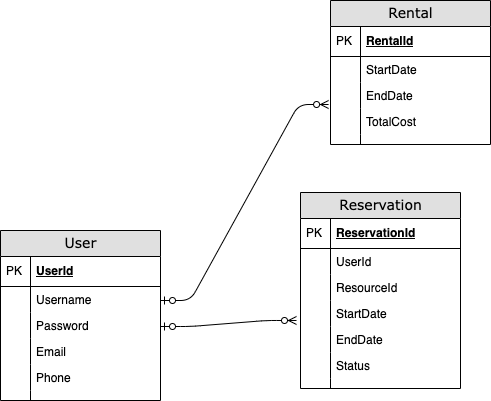 Rental
PK RentalId
StartDate
EndDate
TotalCost
Reservation
PK ReservationId
UserId
ResourceId
StartDate
EndDate
Status
User
PK UserId
Username
Password
Email
Phone